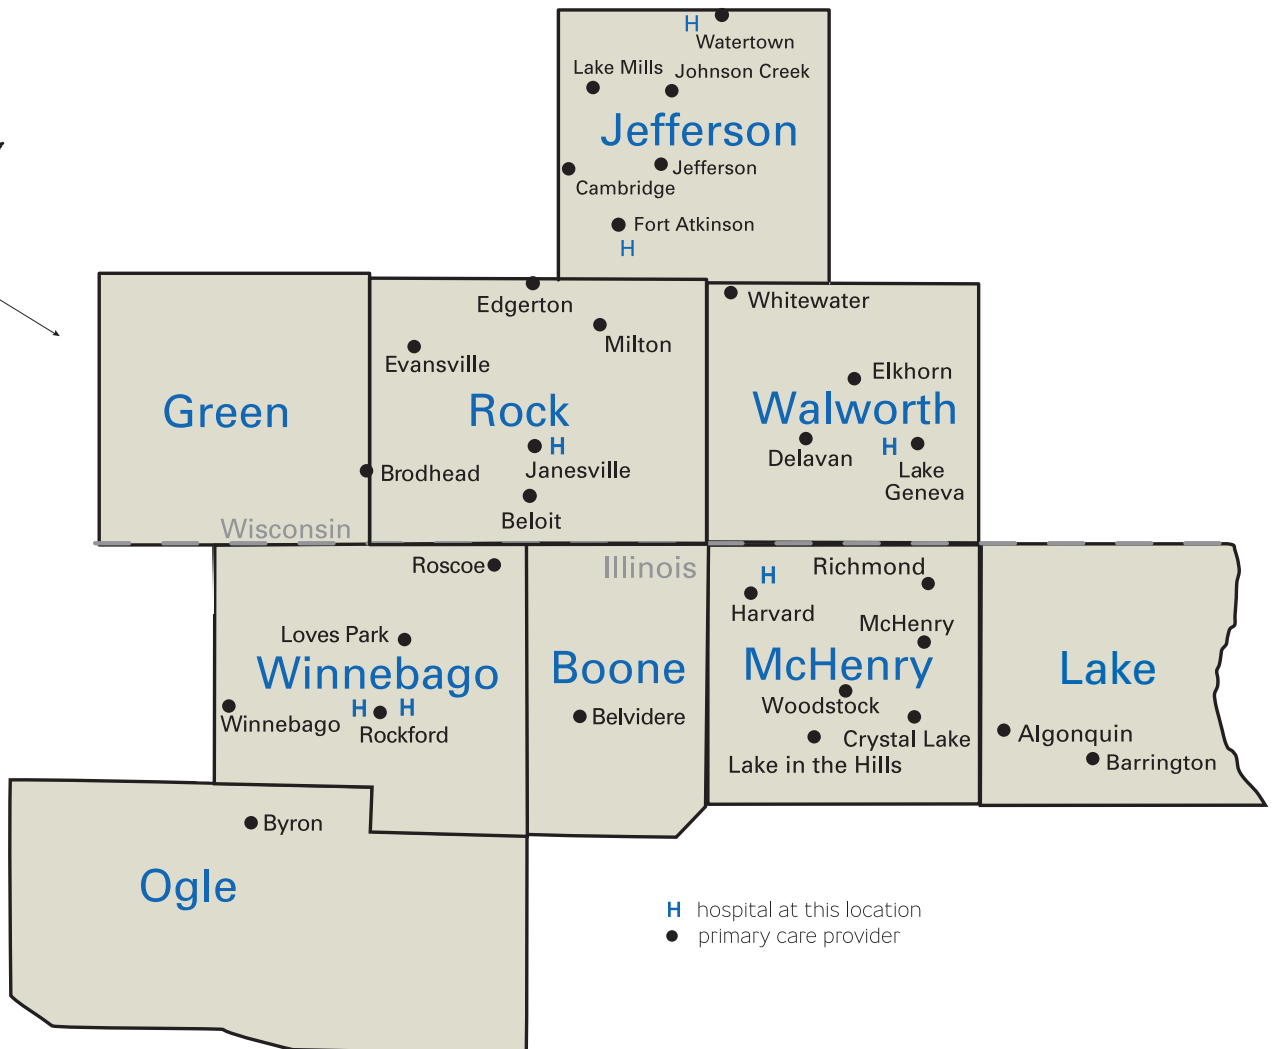 H
Watertown
Lake Mills
Johnson Creek
Jefferson
Jefferson
Cambridge
Fort Atkinson
H
Edgerton
Whitewater
Milton
Evansville
Elkhorn
Green
Rock
Walworth
H
Janesville
Delavan
H
Lake
Geneva
Brodhead
Beloit
Wisconsin
Illinois
Roscoe
H
Richmond
Harvard
McHenry
Loves Park
Winnebago
Boone
McHenry
Lake
Woodstock
H
H
Winnebago
Rockford
Belvidere
Crystal Lake
Algonquin
Lake in the Hills
Barrington
Byron
Ogle
H hospital at this location
primary care provider